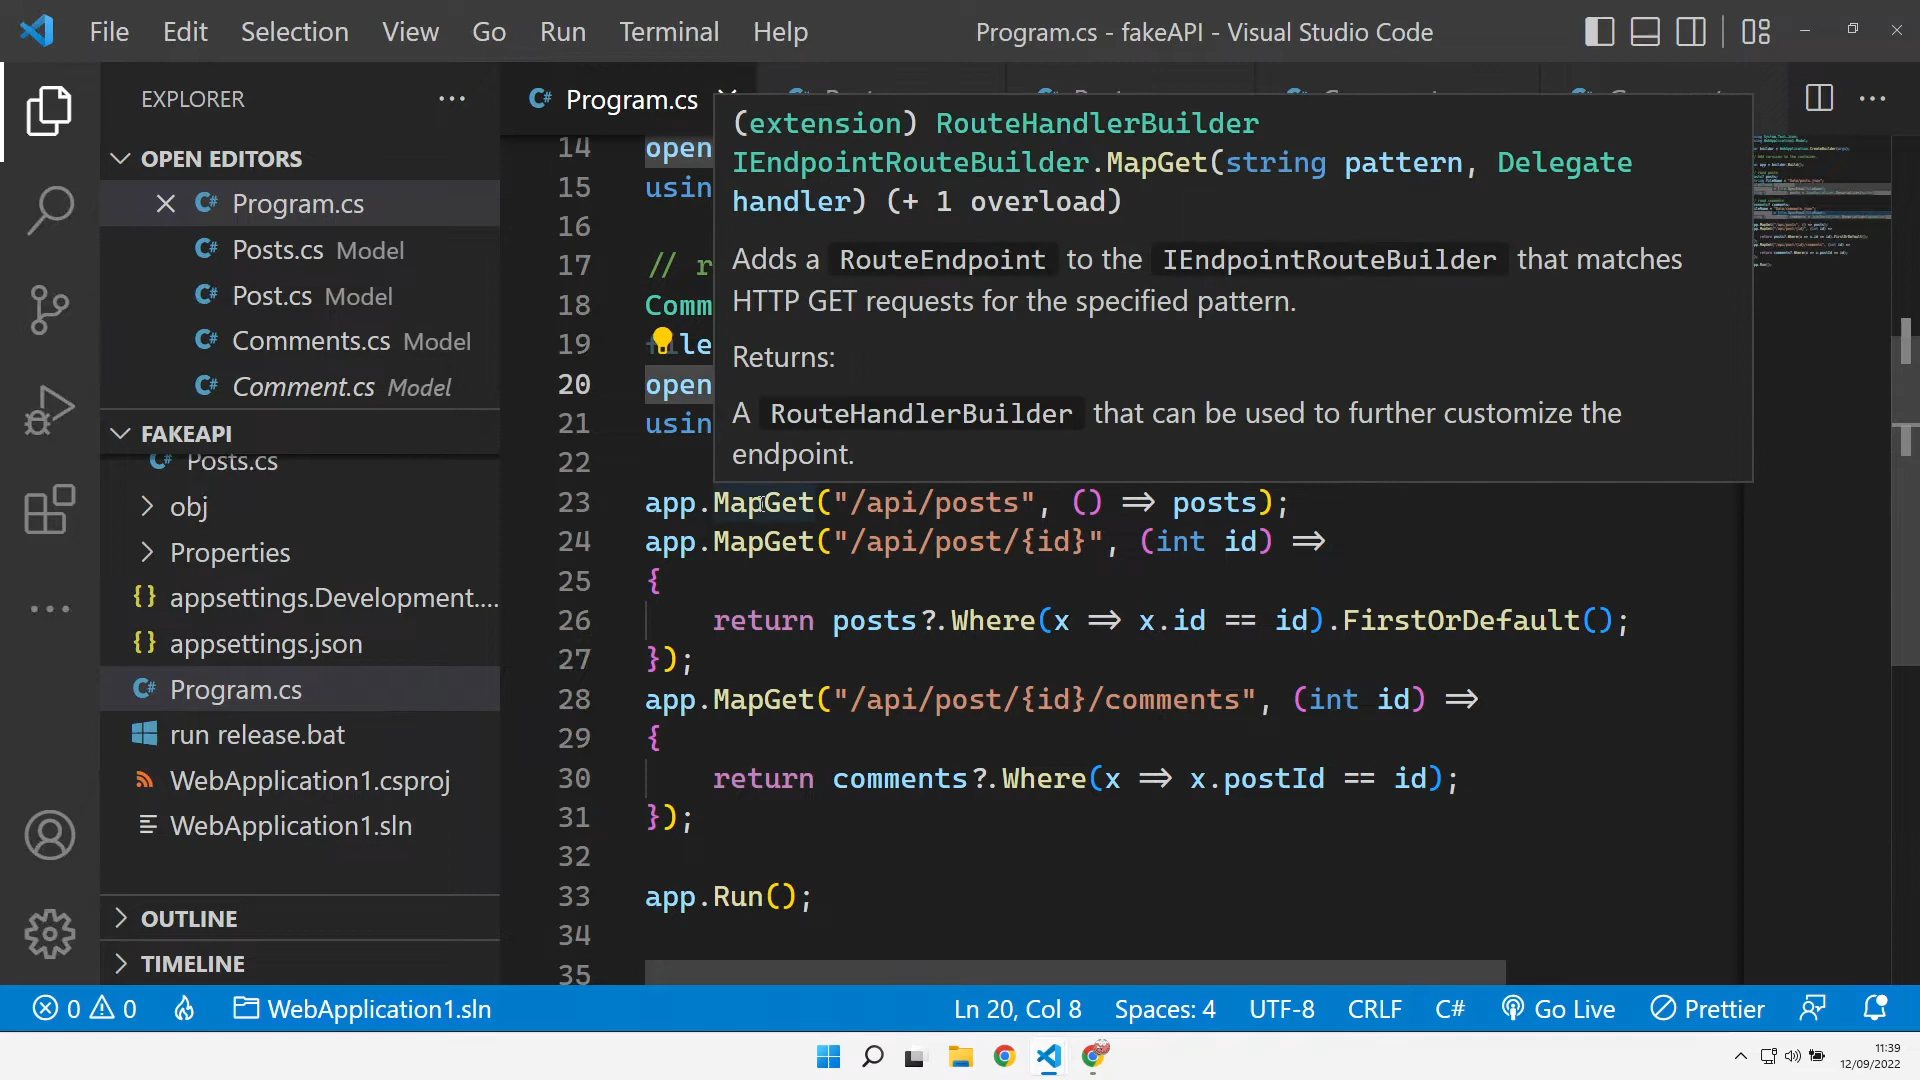 File Edit Selection View Go Run Terminal Help
Program.cs - fakeAPI - Visual Studio Code
EXPLORER
OPEN EDITORS
Program.cs
Posts.cs Model
Post.cs Model
Comments.cs Model
Comment.cs Model
FAKEAPI
Posts.cs
obj
Properties
{} appsettings.Development....
{} appsettings.json
Program.cs
run release.bat
WebApplication1.csproj
WebApplication1.sln
OUTLINE
TIMELINE
Program.cs
(extension) RouteHandlerBuilder
IEndpointRouteBuilder.MapGet(string pattern, Delegate
handler) (+ 1 overload)
Adds a RouteEndpoint to the IEndpointRouteBuilder that matches
HTTP GET requests for the specified pattern.
Returns:
A RouteHandlerBuilder that can be used to further customize the
endpoint.
14 open
15 usin
16
17 // r
18 Comm
19 file
20 open
21 usin
22
23 app.MapGet("/api/posts", () => posts);
24 app.MapGet("/api/post/{id}", (int id) =>
25 {
26 return posts?.Where(x => x.id == id).FirstOrDefault();
27 });
28 app.MapGet("/api/post/{id}/comments", (int id) =>
29 {
30 return comments?.Where(x => x.postId == id);
31 });
32
33 app.Run();
34
35
0 0 WebApplication1.sln
Ln 20, Col 8 Spaces: 4 UTF-8 CRLF C# Go Live Prettier
11:39
12/09/2022